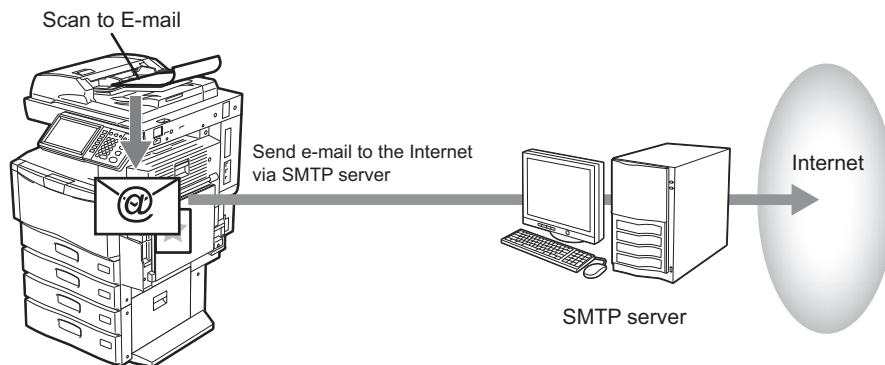 Scan to E-mail
Send e-mail to the Internet
via SMTP server
Internet
SMTP server
@